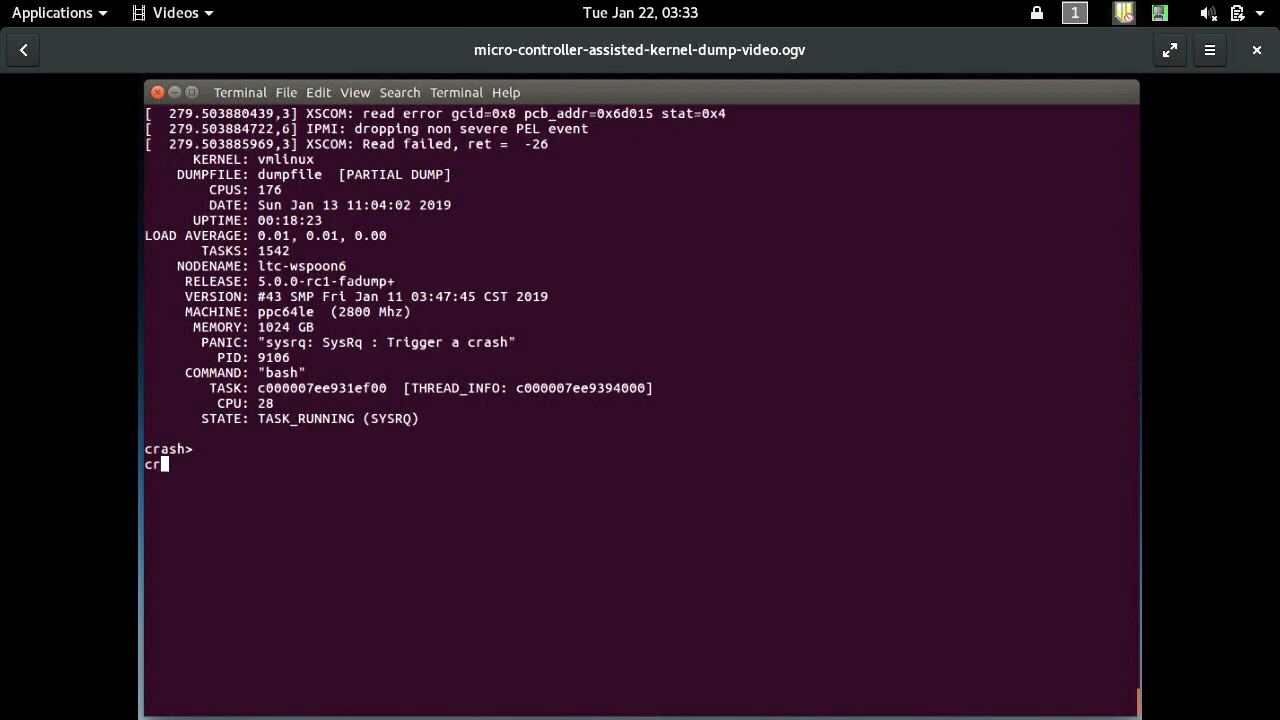 Applications Videos Tue Jan 22, 03:33 1
micro-controller-assisted-kernel-dump-video.ogv
Terminal File Edit View Search Terminal Help
[  279.503880439,3] XSCOM: read error gcid=0x8 pcb_addr=0x6d015 stat=0x4
[  279.503884722,6] IPMI: dropping non severe PEL event
[  279.503885969,3] XSCOM: Read failed, ret =  -26
KERNEL: vmlinux
DUMPFILE: dumpfile  [PARTIAL DUMP]
CPUS: 176
DATE: Sun Jan 13 11:04:02 2019
UPTIME: 00:18:23
LOAD AVERAGE: 0.01, 0.01, 0.00
TASKS: 1542
NODENAME: ltc-wspoon6
RELEASE: 5.0.0-rc1-fadump+
VERSION: #43 SMP Fri Jan 11 03:47:45 CST 2019
MACHINE: ppc64le  (2800 Mhz)
MEMORY: 1024 GB
PANIC: "sysrq: SysRq : Trigger a crash"
PID: 9106
COMMAND: "bash"
TASK: c000007ee931ef00  [THREAD_INFO: c000007ee9394000]
CPU: 28
STATE: TASK_RUNNING (SYSRQ)
crash>
cr